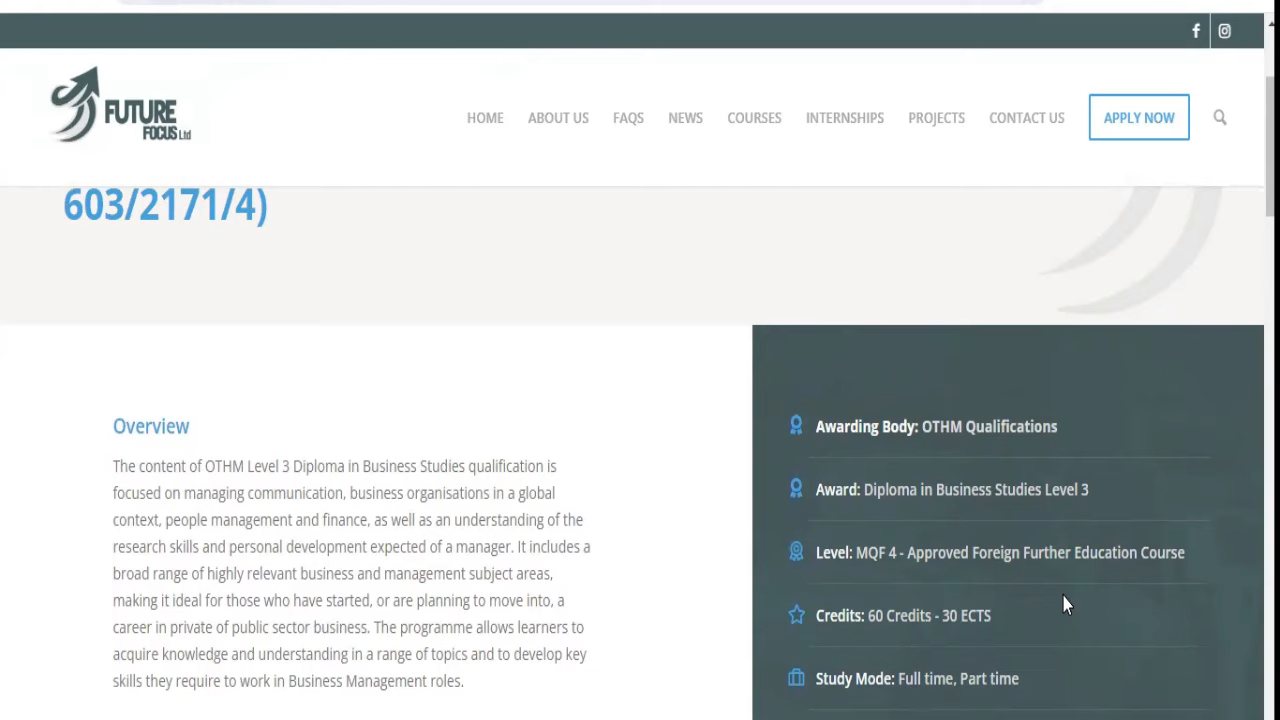 FUTURE
FOCUS Ltd
HOME
ABOUT US
FAQS
NEWS
COURSES
INTERNSHIPS
PROJECTS
CONTACT US
APPLY NOW
603/2171/4)
Overview
The content of OTHM Level 3 Diploma in Business Studies qualification is
focused on managing communication, business organisations in a global
context, people management and finance, as well as an understanding of the
research skills and personal development expected of a manager. It includes a
broad range of highly relevant business and management subject areas,
making it ideal for those who have started, or are planning to move into, a
career in private of public sector business. The programme allows learners to
acquire knowledge and understanding in a range of topics and to develop key
skills they require to work in Business Management roles.
Awarding Body: OTHM Qualifications
Award: Diploma in Business Studies Level 3
Level: MQF 4 - Approved Foreign Further Education Course
Credits: 60 Credits - 30 ECTS
Study Mode: Full time, Part time